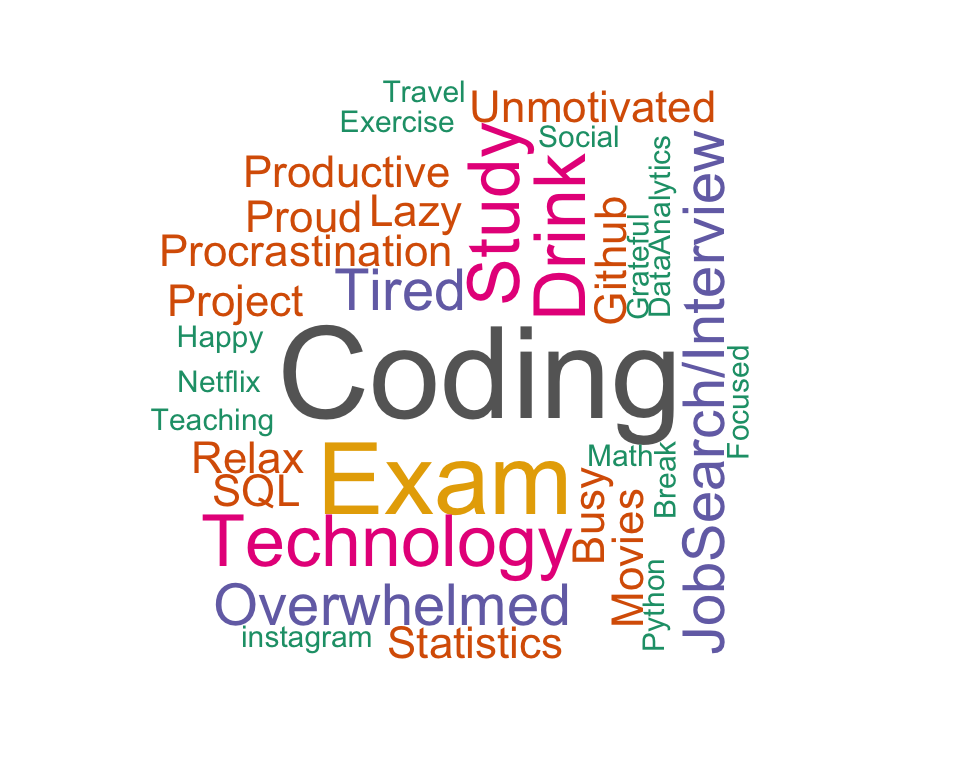 Travel
Unmotivated
Exercise
Social
Study
Drink
Productive
Proud
Lazy
Github
Grateful
DataAnalytics
JobSearch/Interview
Procrastination
Tired
Project
Happy
Coding
Netflix
Teaching
Focused
Relax
Exam
Math
Break
SQL
Busy
Movies
Technology
Python
Overwhelmed
instagram
Statistics